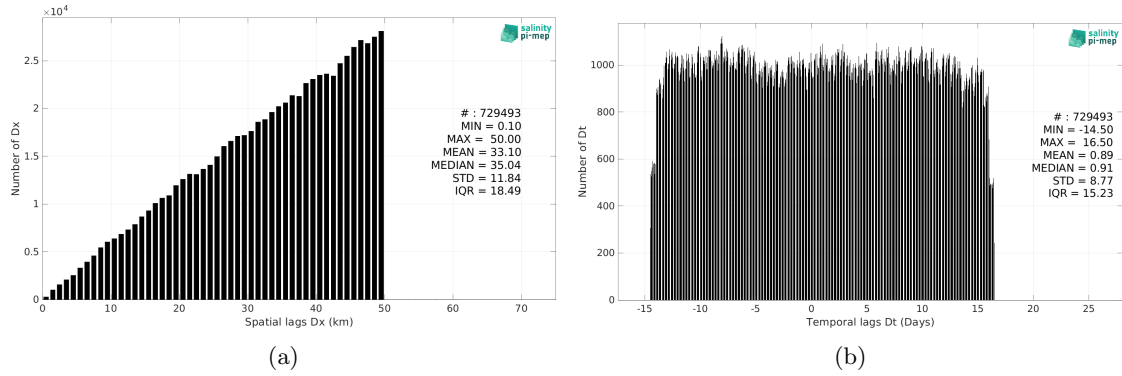 ×10⁴
2.5
2
1.5
1
0.5
0
0 10 20 30 40 50 60 70
Number of Dx
Spatial lags Dx (km)
salinity
pi-mep
# : 729493
MIN = 0.10
MAX = 50.00
MEAN = 33.10
MEDIAN = 35.04
STD = 11.84
IQR = 18.49
(a)
1000
800
600
400
200
0
-15 -10 -5 0 5 10 15 20 25
Number of Dt
Temporal lags Dt (Days)
salinity
pi-mep
# : 729493
MIN = -14.50
MAX = 16.50
MEAN = 0.89
MEDIAN = 0.91
STD = 8.77
IQR = 15.23
(b)